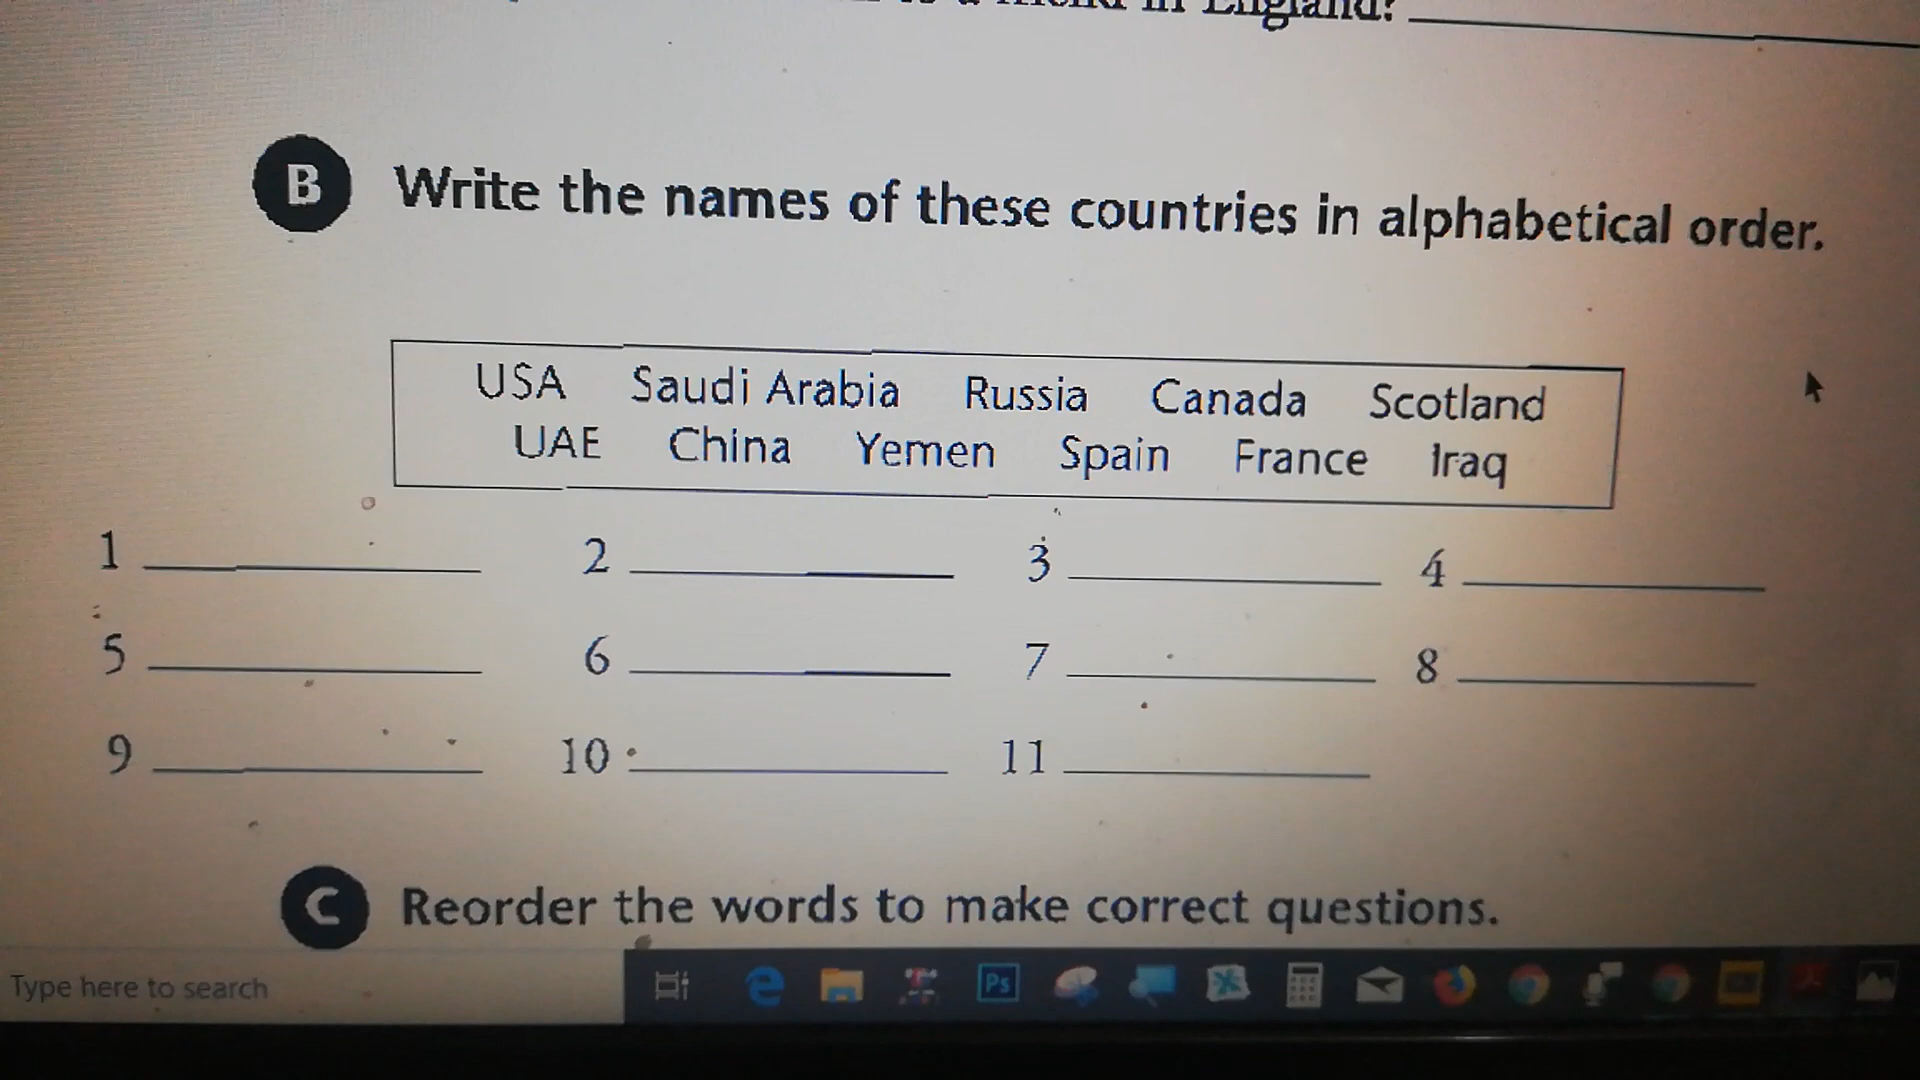 England?
B Write the names of these countries in alphabetical order.
USA Saudi Arabia Russia Canada Scotland
UAE China Yemen Spain France Iraq
1 2 3 4
5 6 7 8
9 10 11
C Reorder the words to make correct questions.
Type here to search
Ps